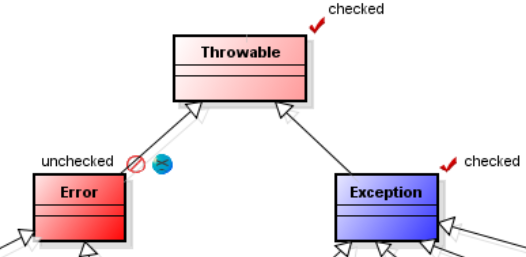 checked
Throwable
unchecked
checked
Error
Exception